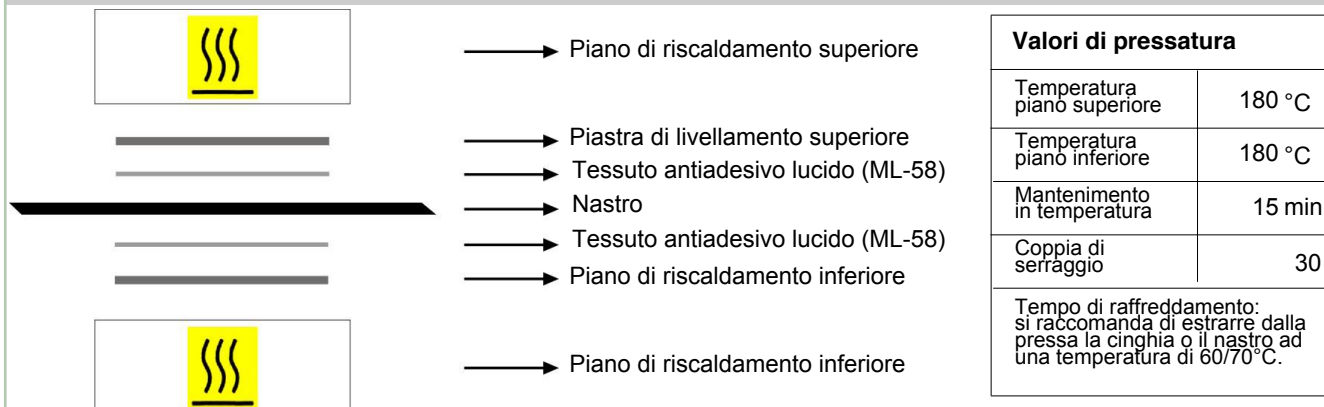 Piano di riscaldamento superiore
Piastra di livellamento superiore
Tessuto antiadesivo lucido (ML-58)
Nastro
Tessuto antiadesivo lucido (ML-58)
Piano di riscaldamento inferiore
Piano di riscaldamento inferiore
Valori di pressatura
Temperatura
piano superiore
180 °C
Temperatura
piano inferiore
180 °C
Mantenimento
in temperatura
15 min
Coppia di
serraggio
30
Tempo di raffreddamento:
si raccomanda di estrarre dalla
pressa la cinghia o il nastro ad
una temperatura di 60/70°C.